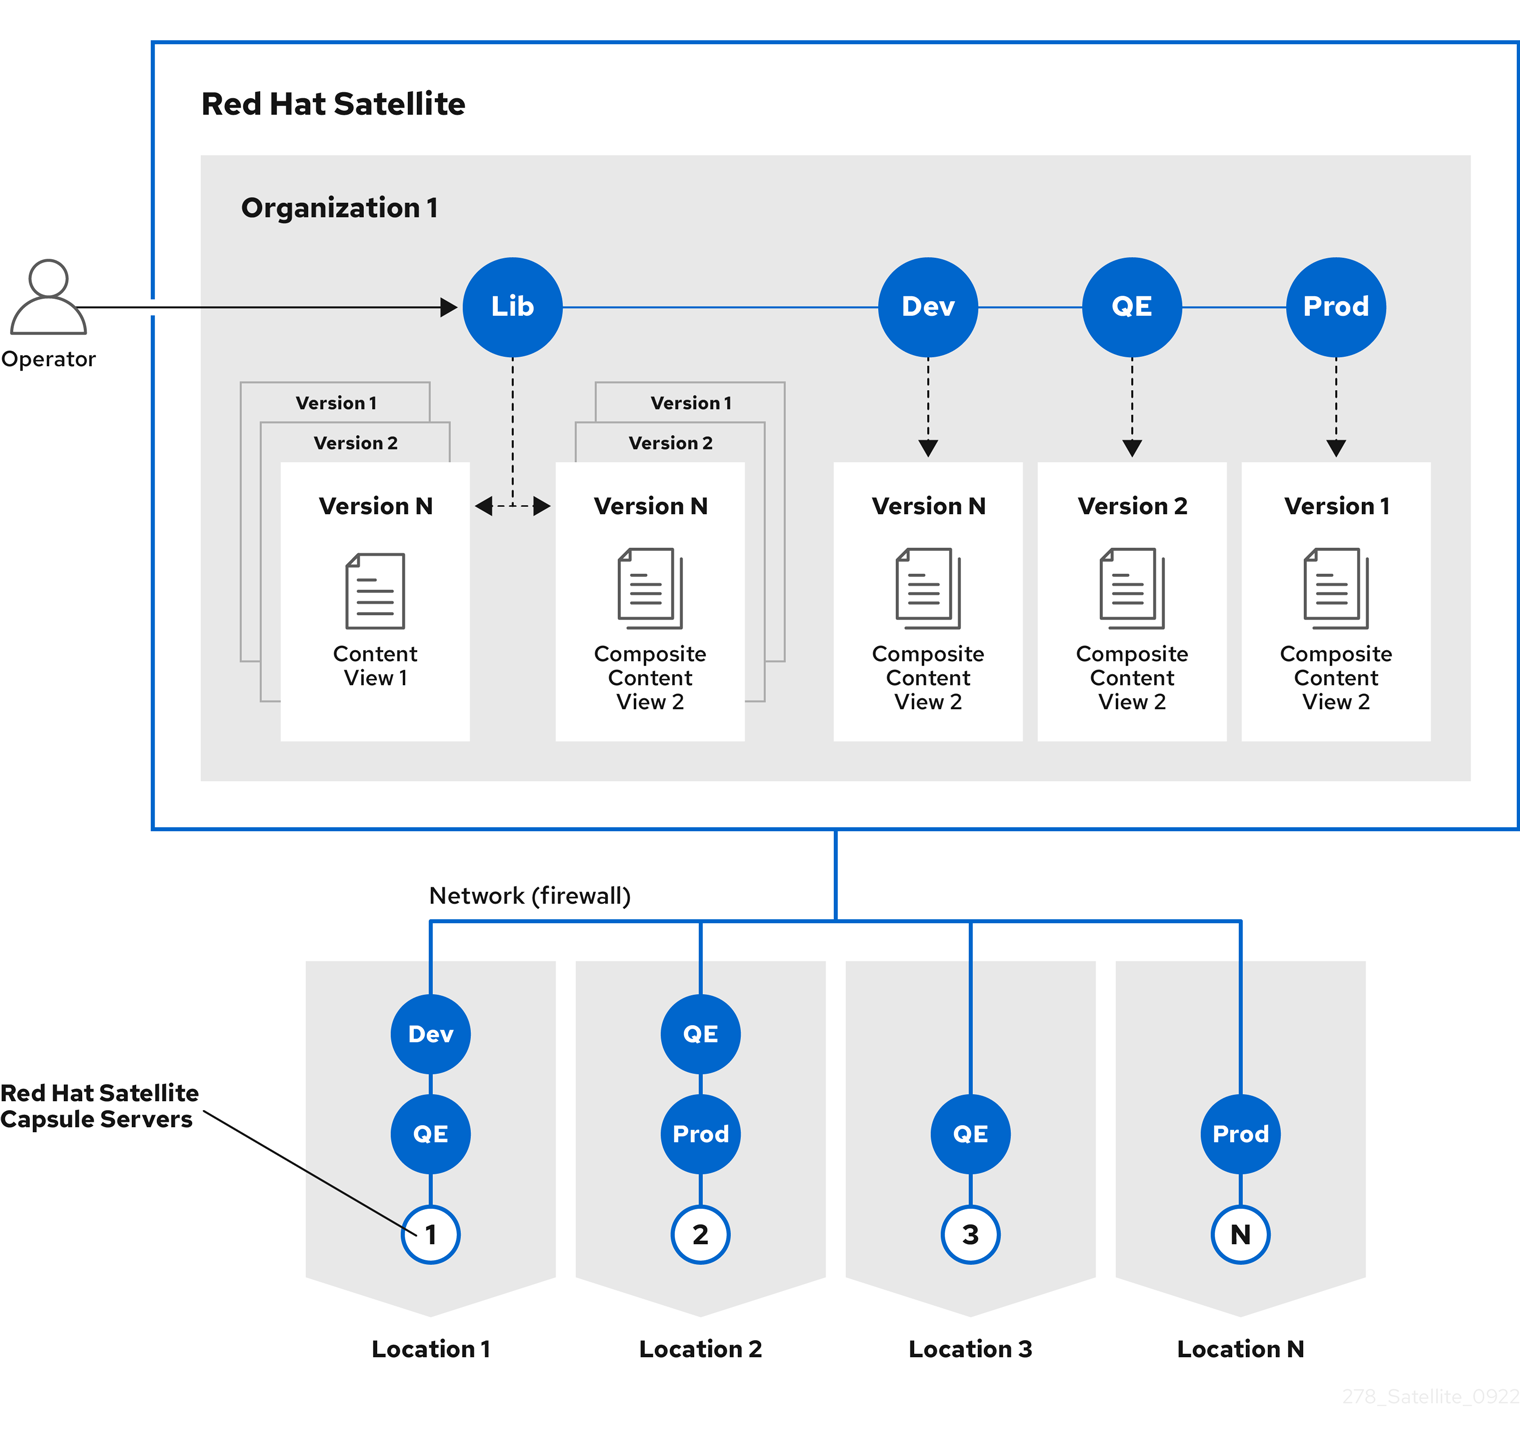 Red Hat Satellite
Organization 1
Lib
Dev
QE
Prod
Operator
Version 1
Version 2
Version N
Content
View 1
Version 1
Version 2
Version N
Composite
Content
View 2
Version N
Composite
Content
View 2
Version 2
Composite
Content
View 2
Version 1
Composite
Content
View 2
Network (firewall)
Dev
QE
1
QE
Prod
2
QE
3
Prod
N
Red Hat Satellite
Capsule Servers
Location 1
Location 2
Location 3
Location N
278_Satellite_0922